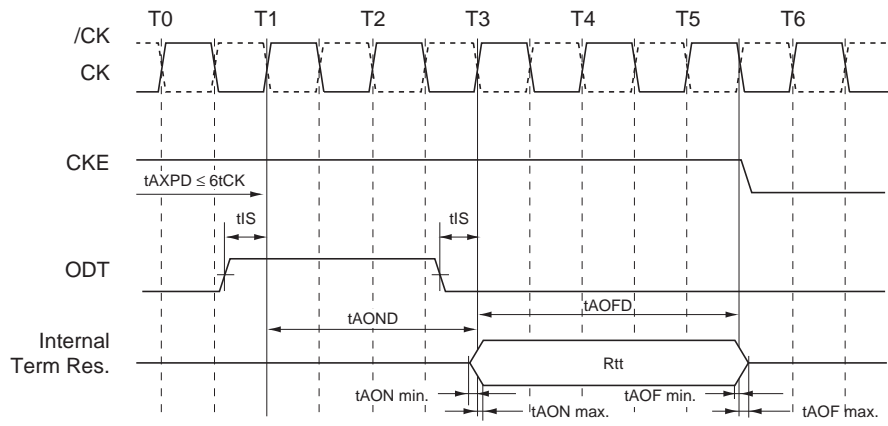 T0 T1 T2 T3 T4 T5 T6
/CK
CK
CKE
tAXPD ≤ 6tCK
tIS tIS
ODT
tAOND tAOFD
Internal
Term Res.
Rtt
tAON min. tAOF min.
tAON max. tAOF max.